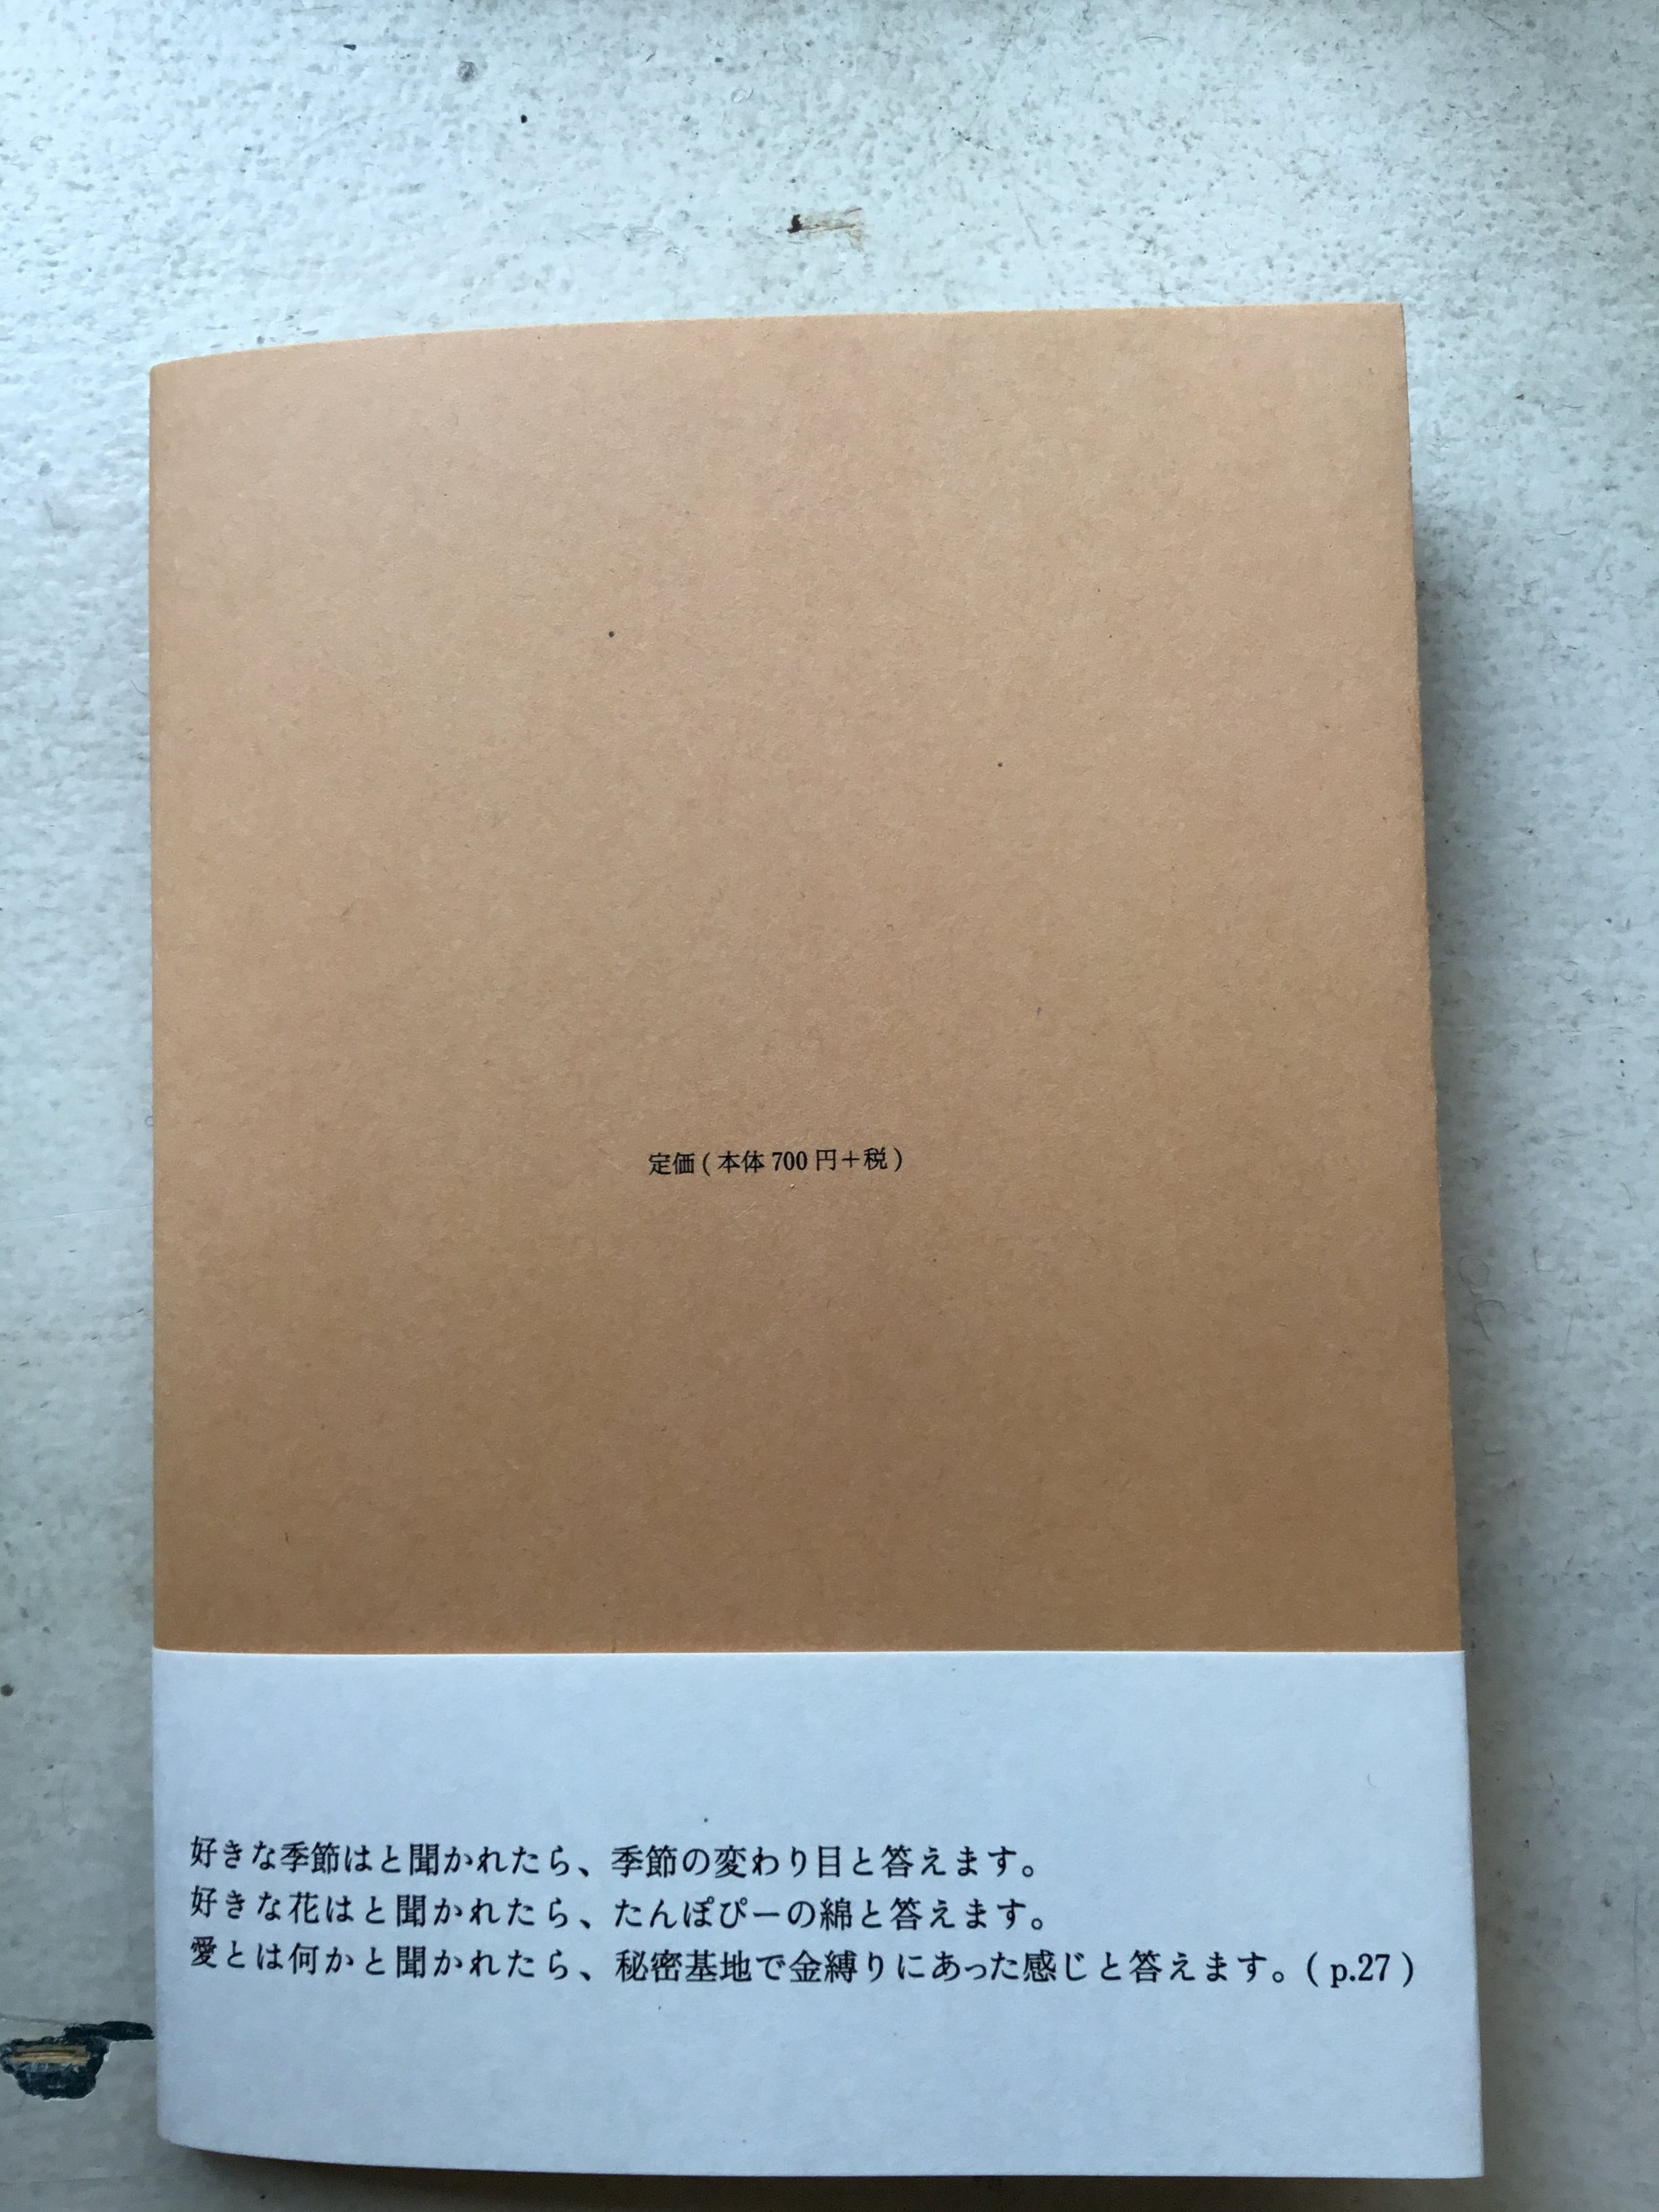 定価(本体700円+税)
好きな季節はと聞かれたら、季節の変わり目と答えます。
好きな花はと聞かれたら、たんぽぴーの綿と答えます。
愛とは何かと聞かれたら、秘密基地で金縛りにあった感じと答えます。(p.27)